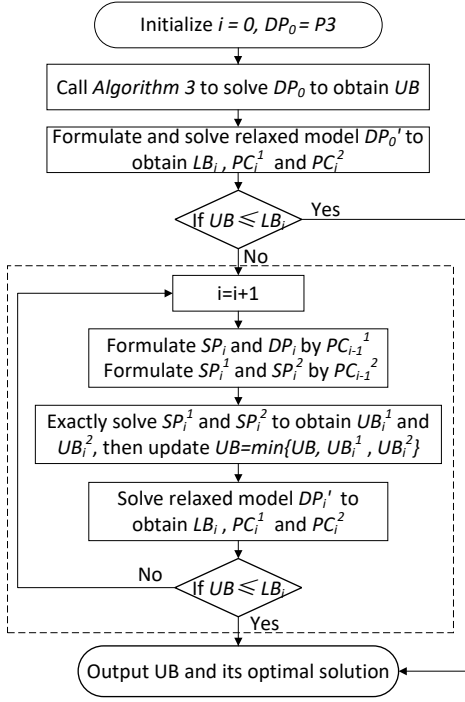 Initialize i = 0, DP₀ = P3
Call Algorithm 3 to solve DP₀ to obtain UB
Formulate and solve relaxed model DP₀' to
obtain LBᵢ , PCᵢ¹ and PCᵢ²
If UB ⩽ LBᵢ
Yes
No
i=i+1
Formulate SPᵢ and DPᵢ by PCᵢ₋₁¹
Formulate SPᵢ¹ and SPᵢ² by PCᵢ₋₁²
Exactly solve SPᵢ¹ and SPᵢ² to obtain UBᵢ¹ and
UBᵢ², then update UB=min{UB, UBᵢ¹ , UBᵢ²}
Solve relaxed model DPᵢ' to
obtain LBᵢ , PCᵢ¹ and PCᵢ²
No
If UB ⩽ LBᵢ
Yes
Output UB and its optimal solution